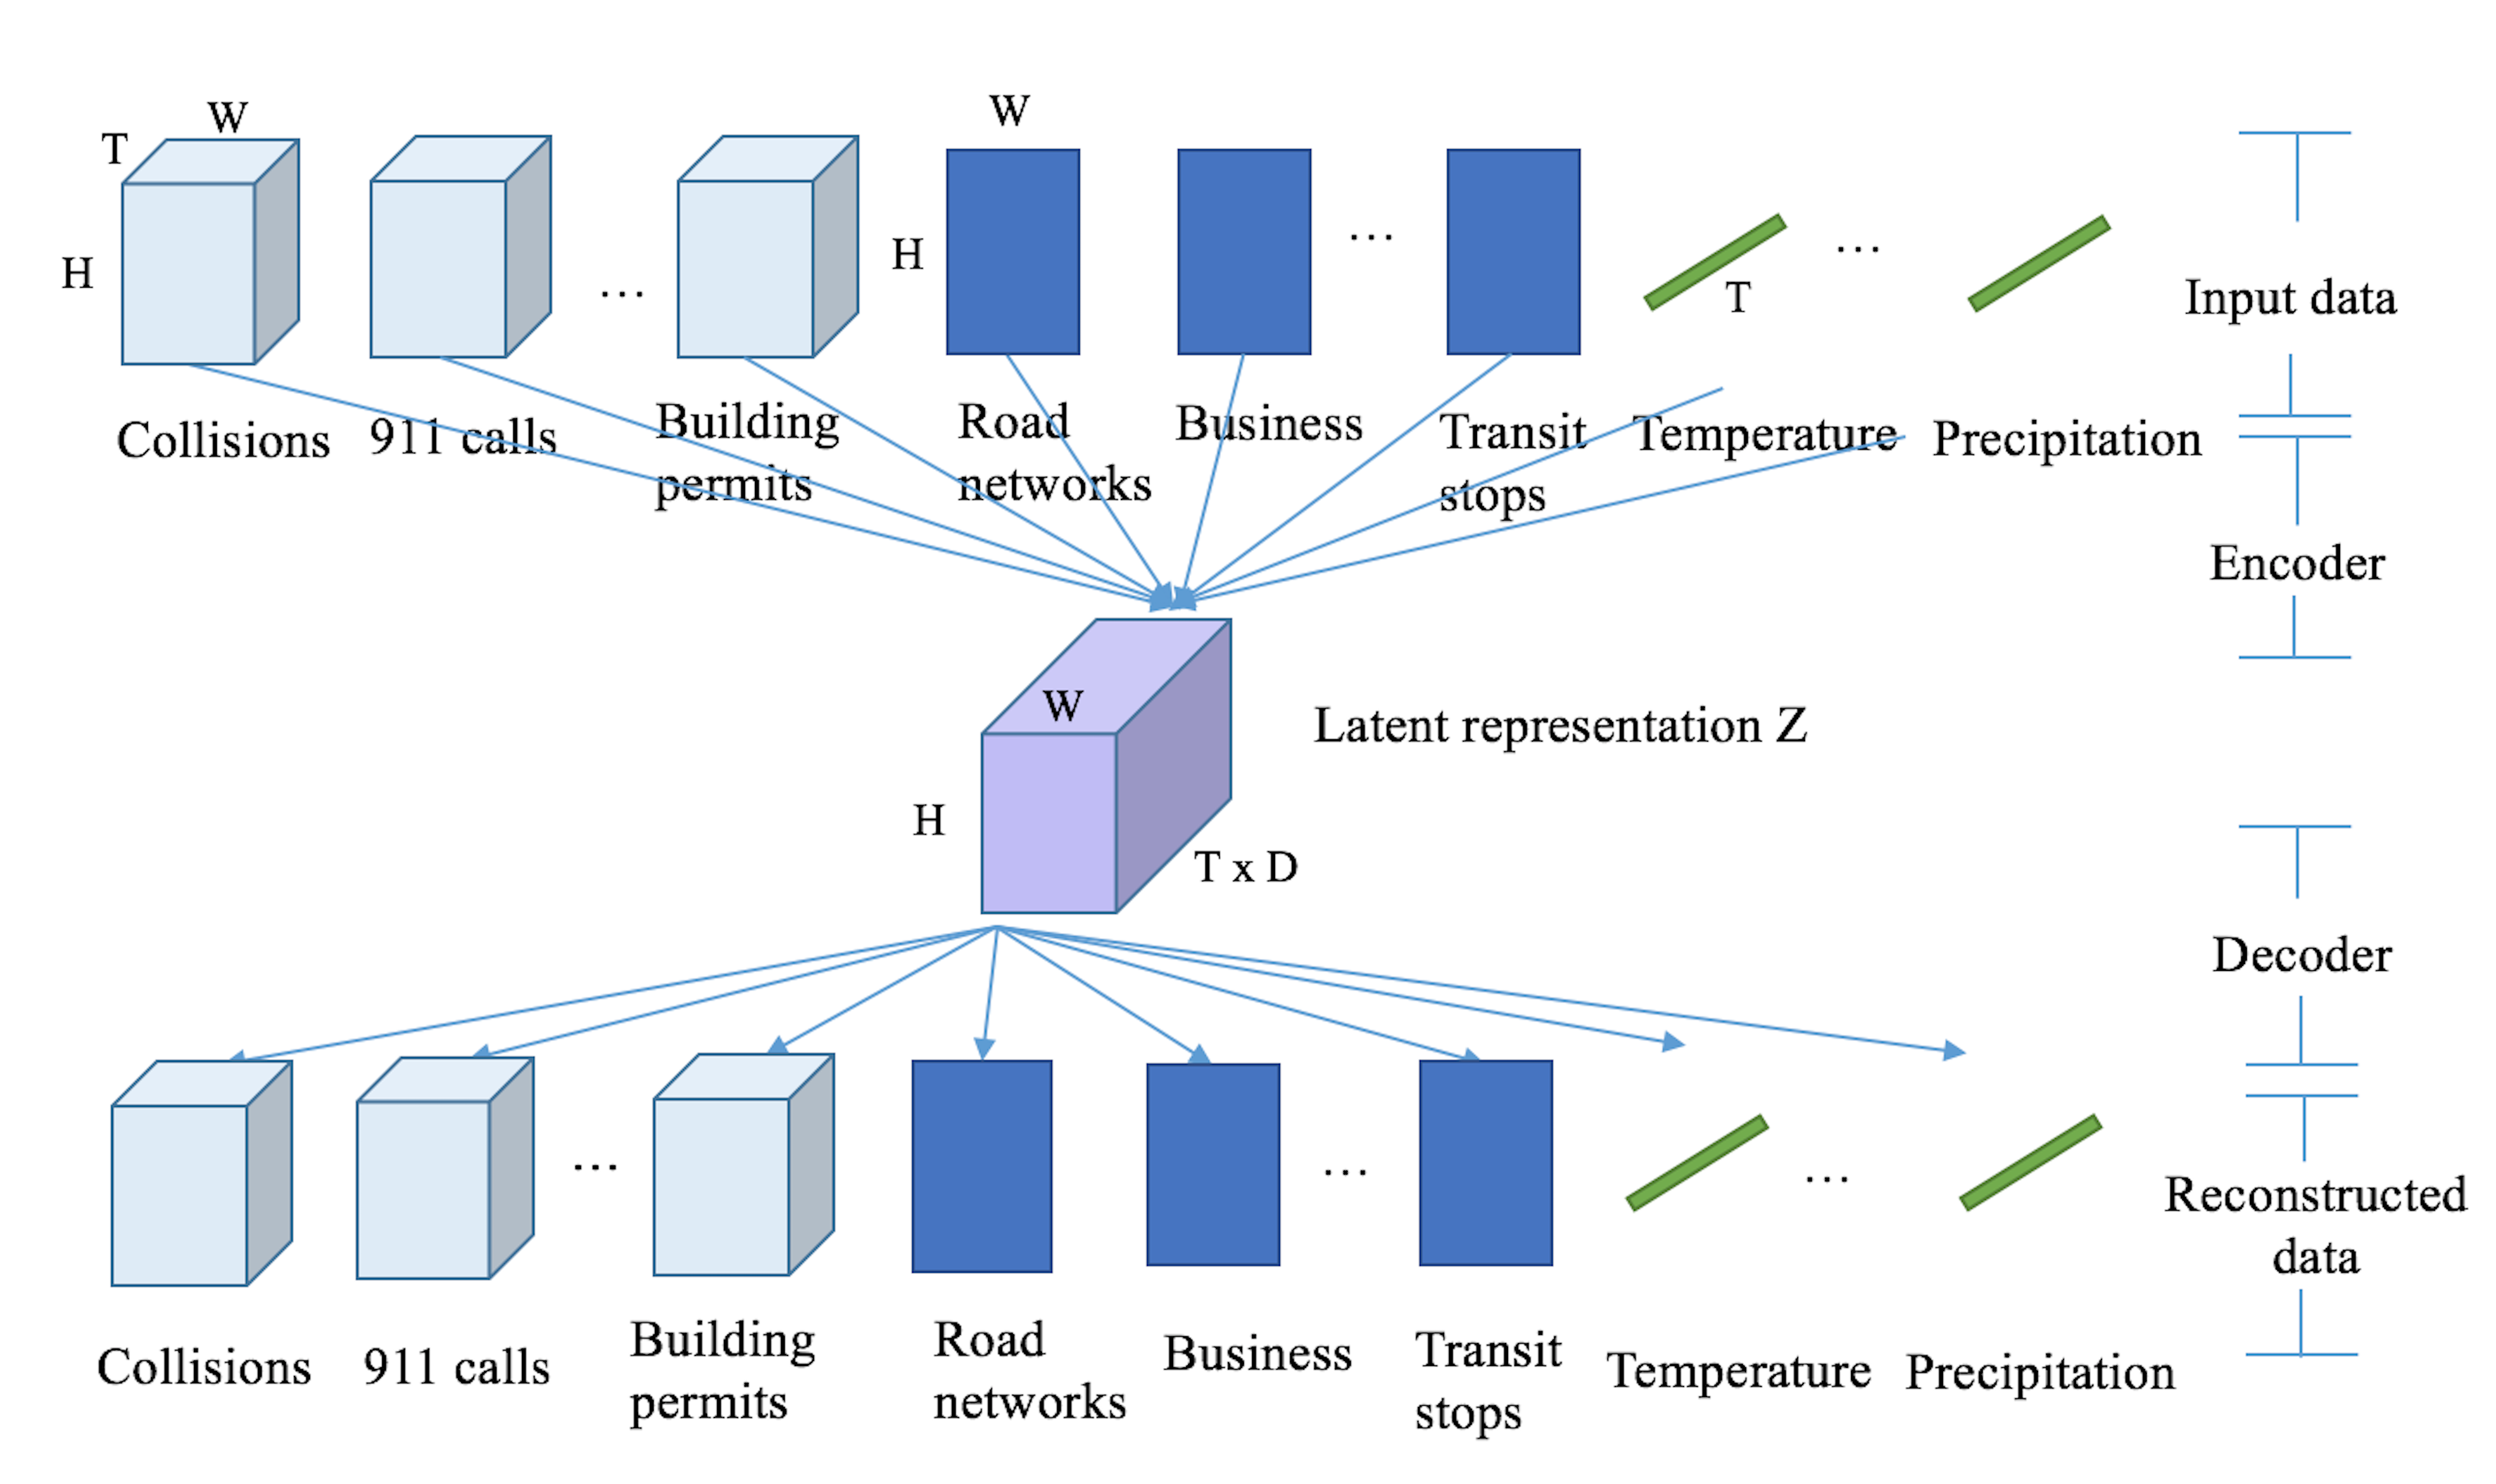 W
T
H
...
W
H
...
T
...
Input data
Collisions
911 calls
Building
permits
Road
networks
Business
Transit
stops
Temperature
Precipitation
Encoder
W
H
T x D
Latent representation Z
Decoder
...
...
...
Reconstructed
data
Collisions
911 calls
Building
permits
Road
networks
Business
Transit
stops
Temperature
Precipitation